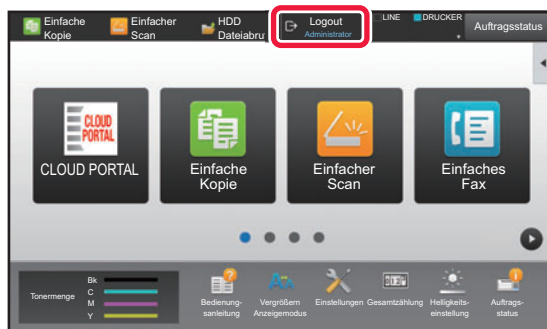 Einfache
Kopie
Einfacher
Scan
HDD
Dateiabru
Logout
Administrator
LINE
DRUCKER
Auftragsstatus
CLOUD
PORTAL
CLOUD PORTAL
Einfache
Kopie
Einfacher
Scan
Einfaches
Fax
Tonermenge
Bk
C
M
Y
Bedienung-
sanleitung
Vergrößern
Anzeigemodus
Einstellungen
Gesamtzählung
Helligkeits-
einstellung
Auftrags-
status